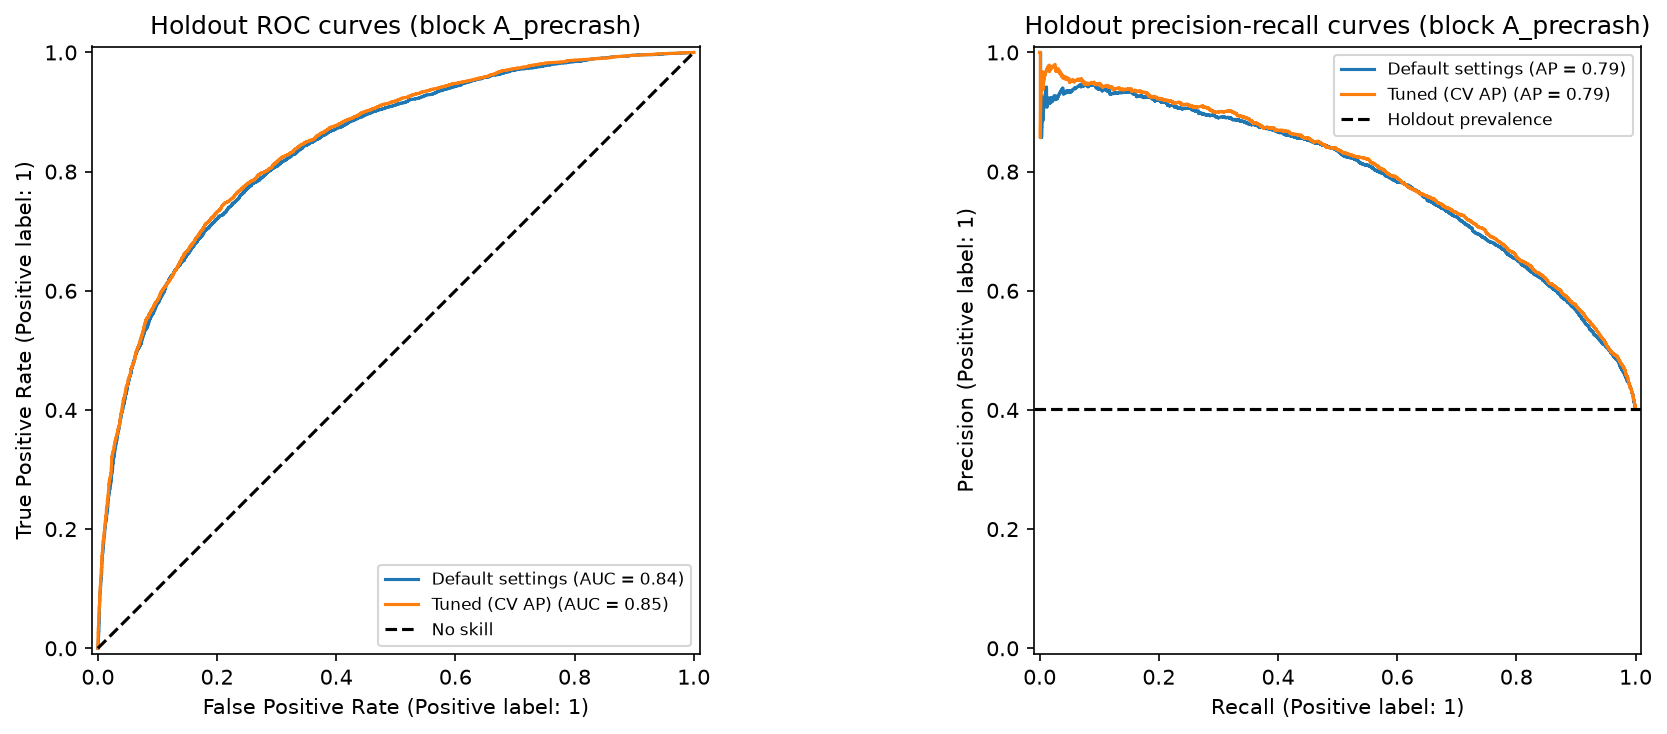 Holdout ROC curves (block A_precrash)
True Positive Rate (Positive label: 1)
1.0
0.8
0.6
0.4
0.2
0.0
0.0 0.2 0.4 0.6 0.8 1.0
False Positive Rate (Positive label: 1)
Default settings (AUC = 0.84)
Tuned (CV AP) (AUC = 0.85)
No skill
Holdout precision-recall curves (block A_precrash)
Precision (Positive label: 1)
1.0
0.8
0.6
0.4
0.2
0.0
0.0 0.2 0.4 0.6 0.8 1.0
Recall (Positive label: 1)
Default settings (AP = 0.79)
Tuned (CV AP) (AP = 0.79)
Holdout prevalence